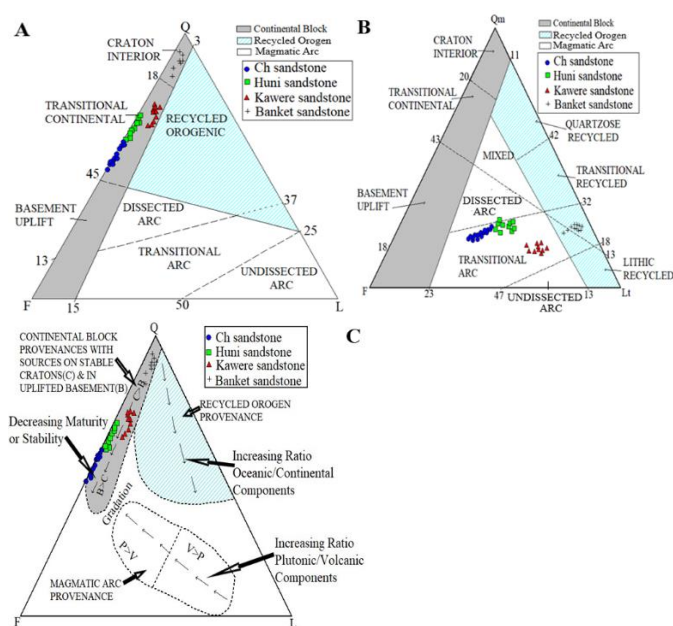 A
Q
3
CRATON
INTERIOR
18
TRANSITIONAL
CONTINENTAL
45
RECYCLED
OROGENIC
BASEMENT
UPLIFT
DISSECTED
ARC
37
25
TRANSITIONAL
ARC
13
UNDISSECTED
ARC
F
15
50
L
Continental Block
Recycled Orogen
Magmatic Arc
Ch sandstone
Huni sandstone
Kawere sandstone
Banket sandstone
B
Qm
11
CRATON
INTERIOR
20
TRANSITIONAL
CONTINENTAL
43
QUARTZOSE
RECYCLED
42
MIXED
TRANSITIONAL
RECYCLED
BASEMENT
UPLIFT
DISSECTED
ARC
32
18
TRANSITIONAL
ARC
18
13
LITHIC
RECYCLED
F
23
47
UNDISSECTED
ARC
13
Lt
Continental Block
Recycled Orogen
Magmatic Arc
Ch sandstone
Huni sandstone
Kawere sandstone
Banket sandstone
C
Q
CONTINENTAL BLOCK
PROVENANCES WITH
SOURCES ON STABLE
CRATONS(C) & IN
UPLIFTED BASEMENT(B)
Ch sandstone
Huni sandstone
Kawere sandstone
Banket sandstone
C>B
RECYCLED OROGEN
PROVENANCE
Decreasing Maturity
or Stability
Increasing Ratio
Oceanic/Continental
Components
B>C
Gradation
P>V
V>P
Increasing Ratio
Plutonic/Volcanic
Components
MAGMATIC ARC
PROVENANCE
F
L